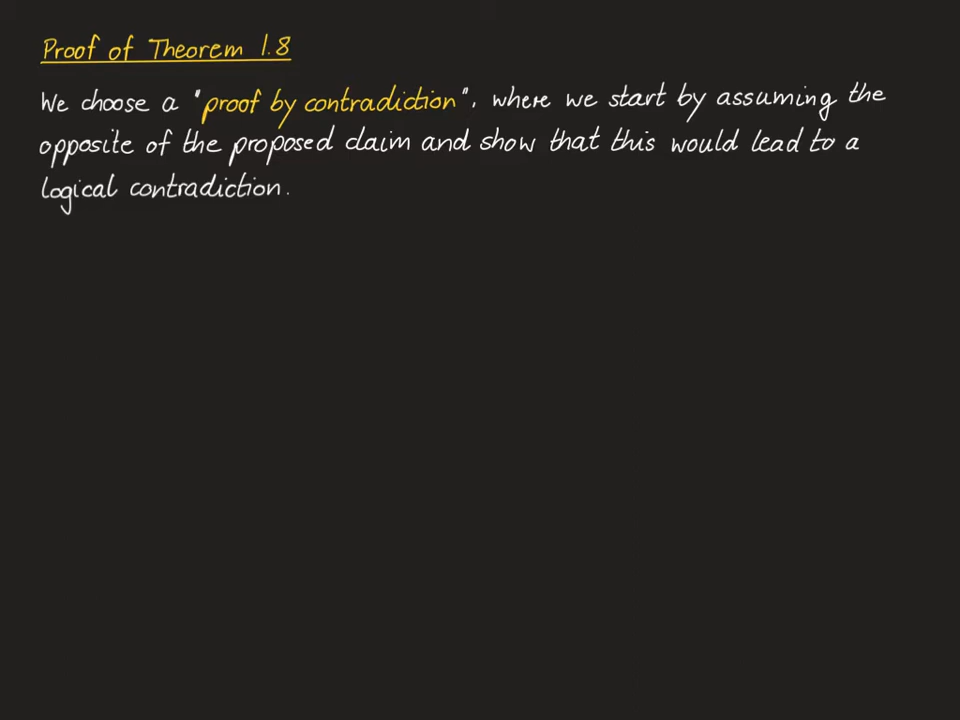 Proof of Theorem 1.8
We choose a "proof by contradiction", where we start by assuming the
opposite of the proposed claim and show that this would lead to a
logical contradiction.